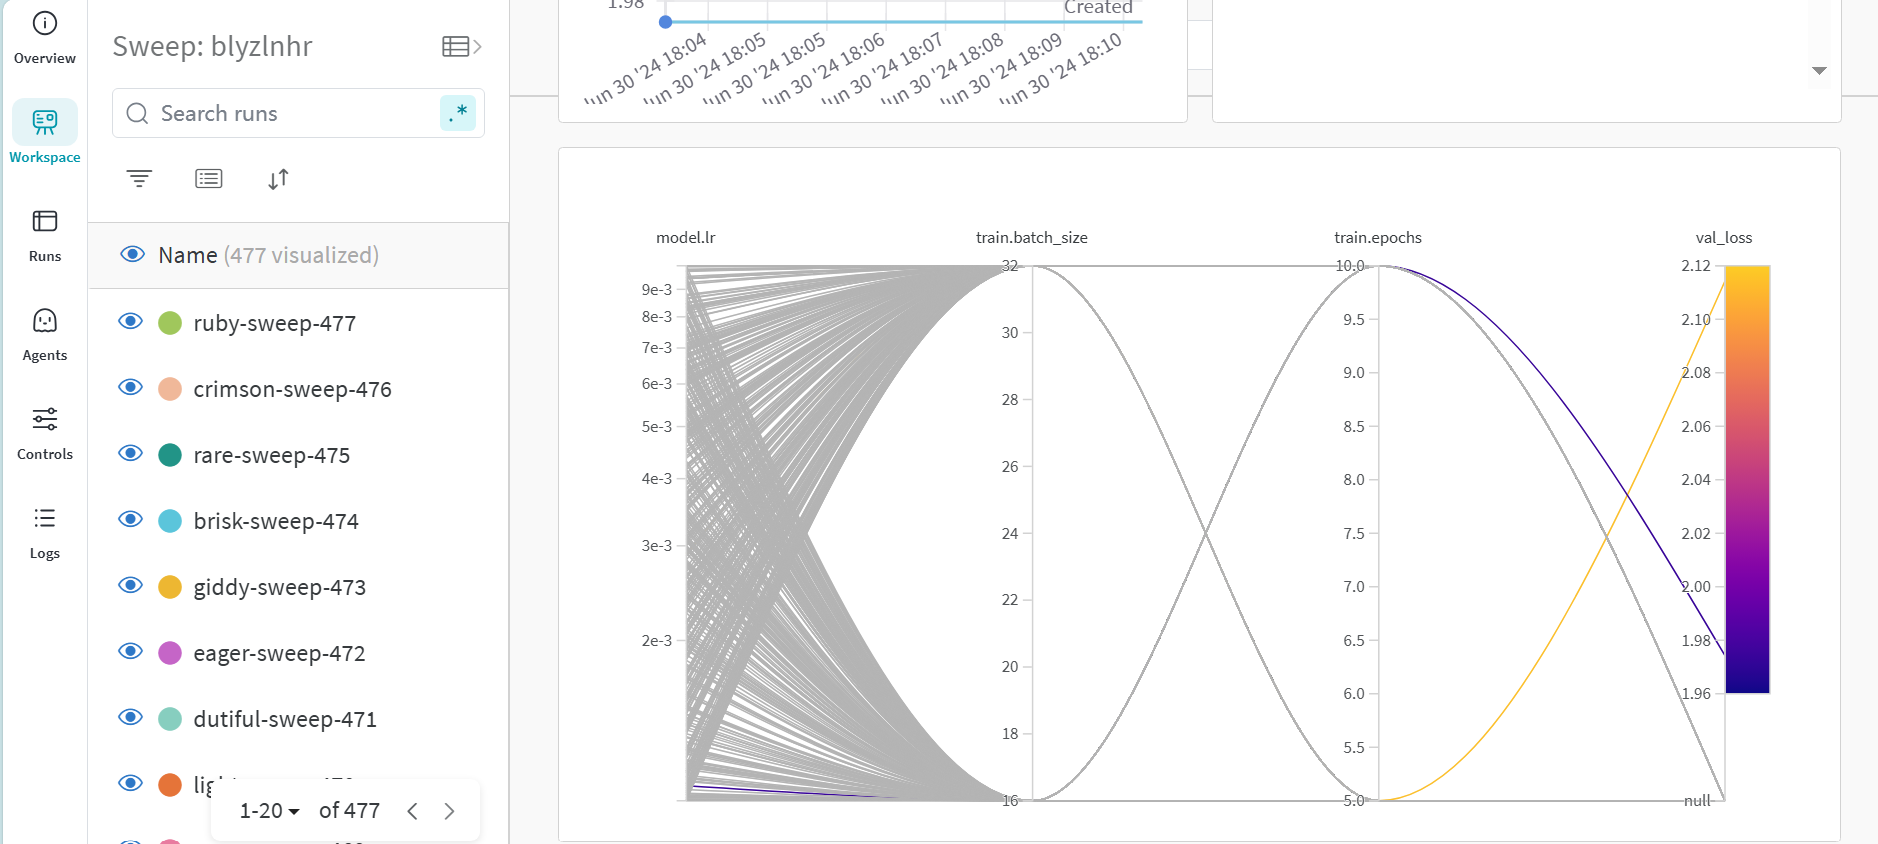 Overview
Workspace
Runs
Agents
Controls
Logs
Sweep: blyzlnhr
Search runs
.*
Name (477 visualized)
ruby-sweep-477
crimson-sweep-476
rare-sweep-475
brisk-sweep-474
giddy-sweep-473
eager-sweep-472
dutiful-sweep-471
1-20 of 477
1.98
Created
Jun 30 '24 18:04
Jun 30 '24 18:05
Jun 30 '24 18:05
Jun 30 '24 18:06
Jun 30 '24 18:07
Jun 30 '24 18:08
Jun 30 '24 18:09
Jun 30 '24 18:10
model.lr
9e-3
8e-3
7e-3
6e-3
5e-3
4e-3
3e-3
2e-3
train.batch_size
32
30
28
26
24
22
20
18
16
train.epochs
10.0
9.5
9.0
8.5
8.0
7.5
7.0
6.5
6.0
5.5
5.0
val_loss
2.12
2.10
2.08
2.06
2.04
2.02
2.00
1.98
1.96
null